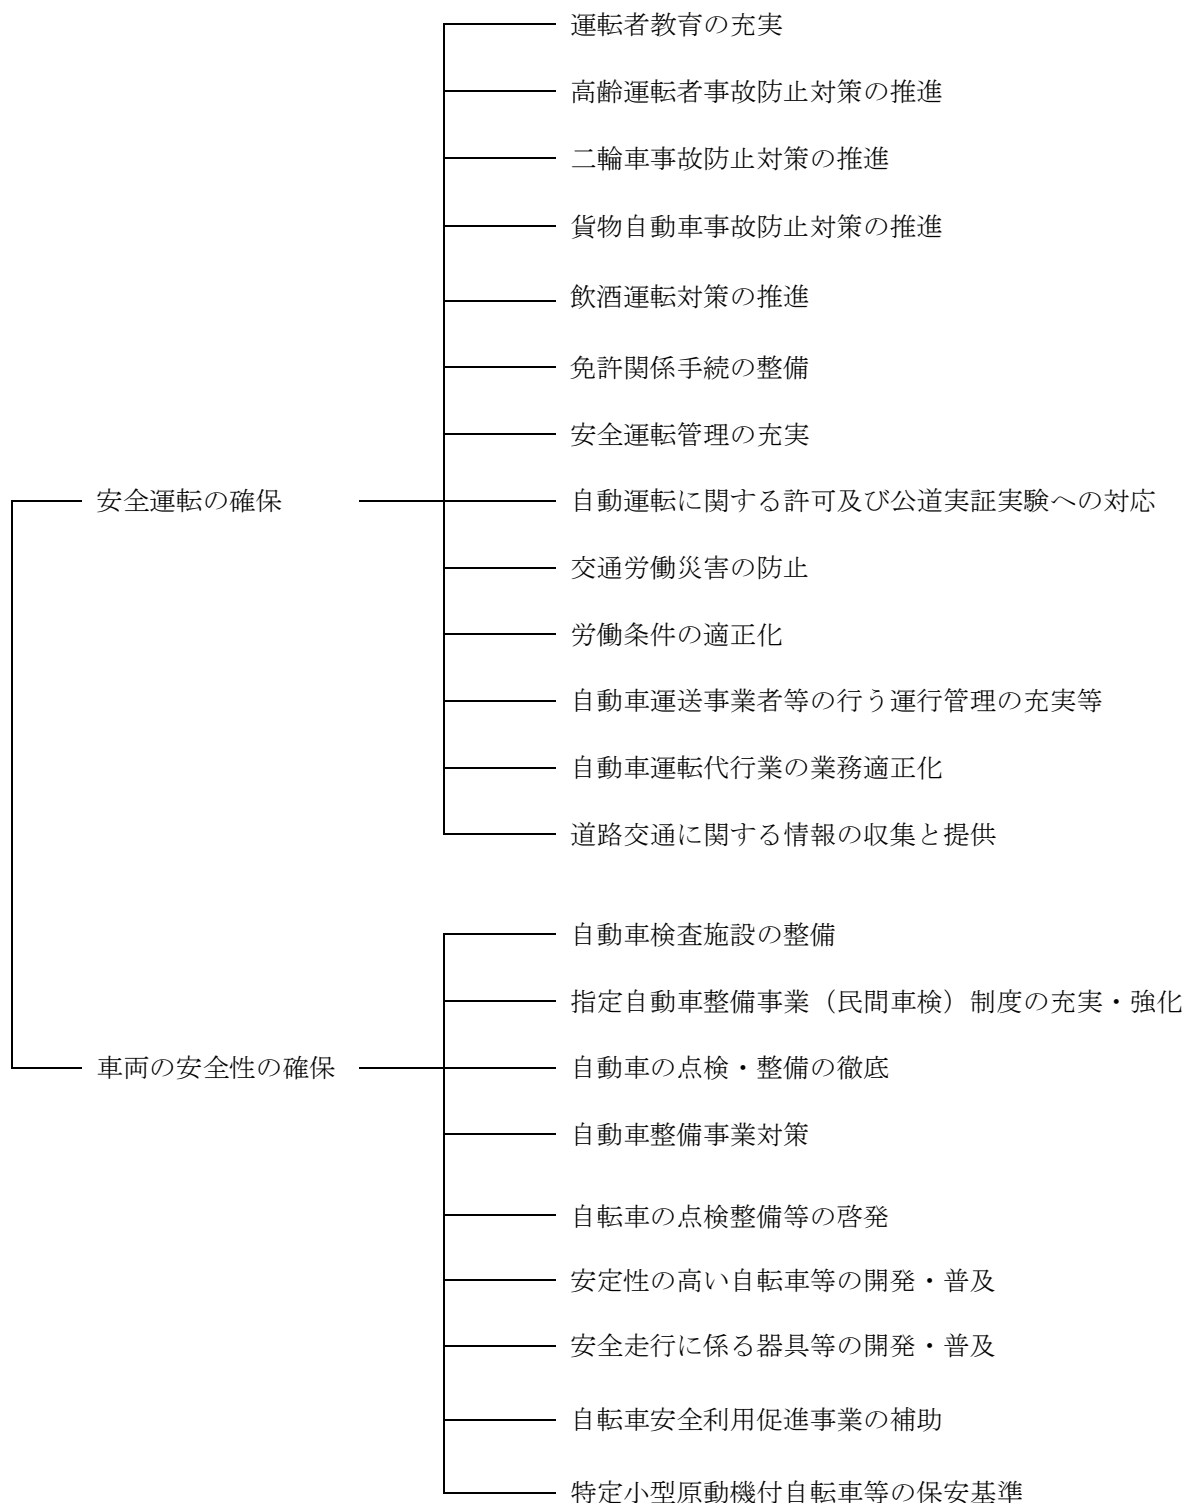 運転者教育の充実
高齢運転者事故防止対策の推進
二輪車事故防止対策の推進
貨物自動車事故防止対策の推進
飲酒運転対策の推進
免許関係手続の整備
安全運転管理の充実
安全運転の確保
自動運転に関する許可及び公道実証実験への対応
交通労働災害の防止
労働条件の適正化
自動車運送事業者等の行う運行管理の充実等
自動車運転代行業の業務適正化
道路交通に関する情報の収集と提供
自動車検査施設の整備
指定自動車整備事業（民間車検）制度の充実・強化
車両の安全性の確保
自動車の点検・整備の徹底
自動車整備事業対策
自転車の点検整備等の啓発
安定性の高い自転車等の開発・普及
安全走行に係る器具等の開発・普及
自転車安全利用促進事業の補助
特定小型原動機付自転車等の保安基準